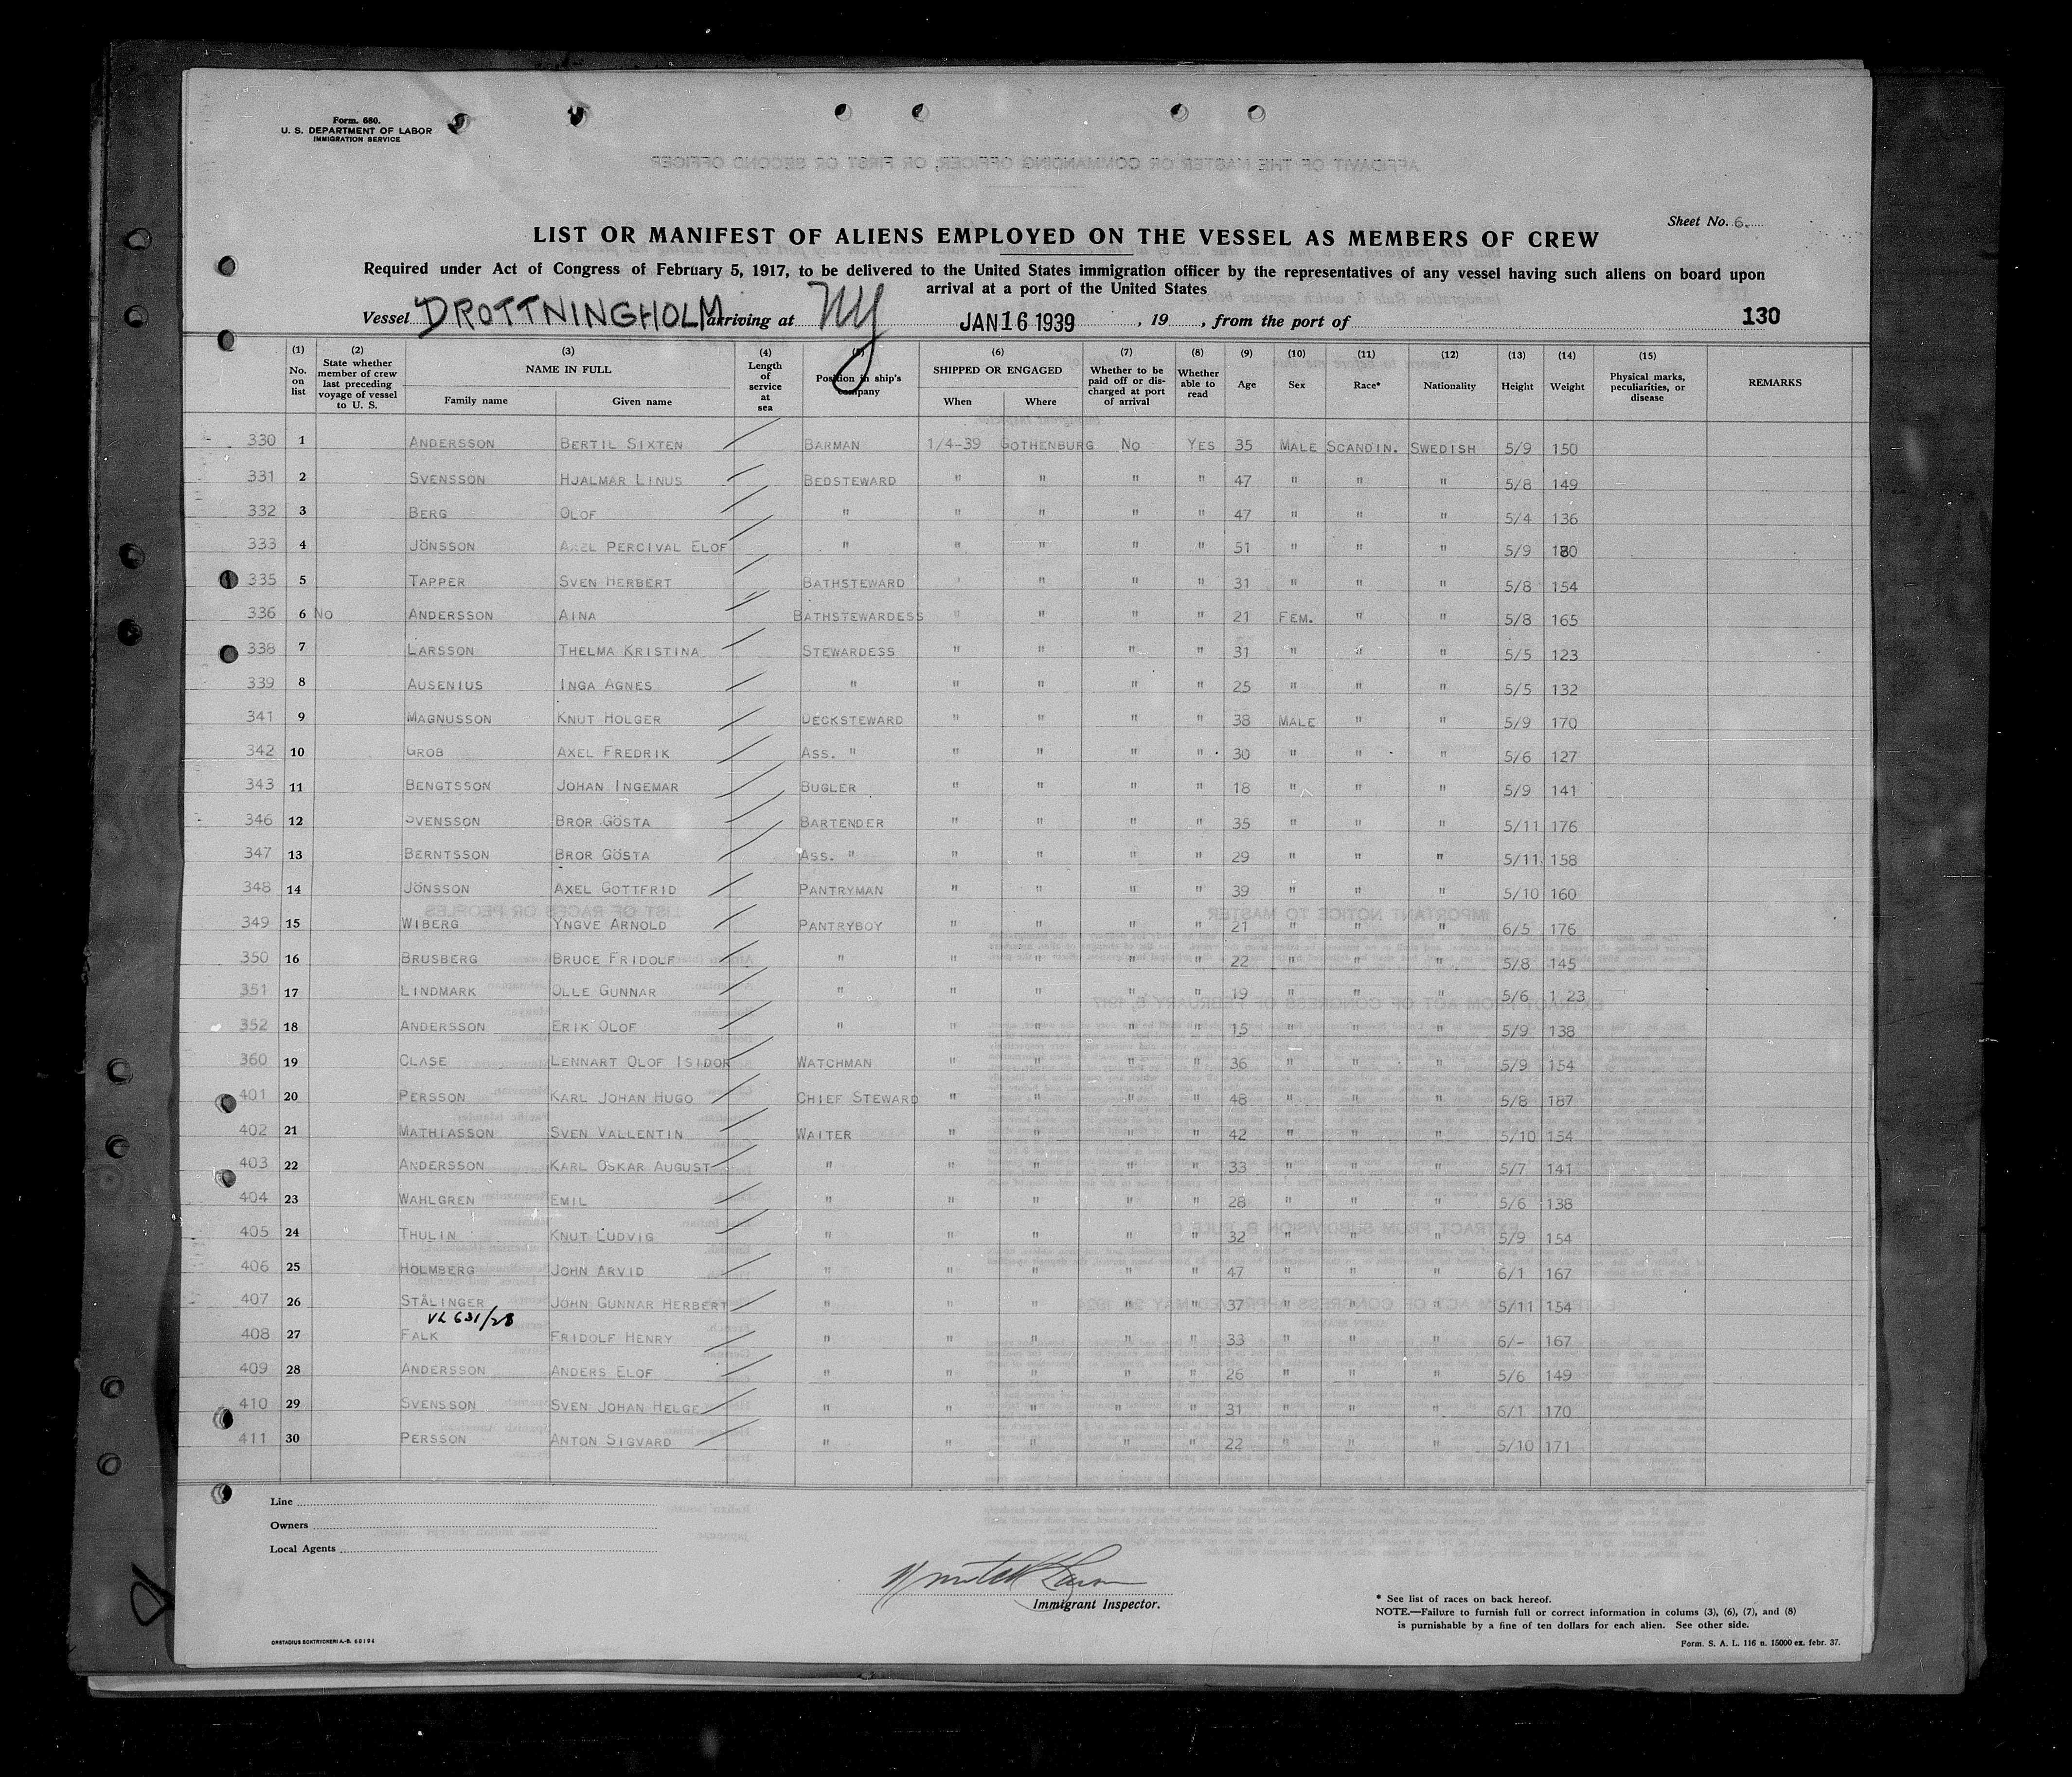 Form. 680.
U. S. DEPARTMENT OF LABOR
IMMIGRATION SERVICE
Sheet No. 6.
LIST OR MANIFEST OF ALIENS EMPLOYED ON THE VESSEL AS MEMBERS OF CREW
Required under Act of Congress of February 5, 1917, to be delivered to the United States immigration officer by the representatives of any vessel having such aliens on board upon
arrival at a port of the United States
Vessel DROTTNINGHOLM arriving at NY JAN 16 1939 , 19 , from the port of 130
(1) No. on list (2) State whether member of crew last preceding voyage of vessel to U. S. (3) NAME IN FULL Family name Given name (4) Length of service at sea (5) Position in ship's company (6) SHIPPED OR ENGAGED When Where (7) Whether to be paid off or discharged at port of arrival (8) Whether able to read (9) Age (10) Sex (11) Race* (12) Nationality (13) Height (14) Weight (15) Physical marks, peculiarities, or disease REMARKS
330 1 ANDERSSON BERTIL SIXTEN BARMAN 1/4-39 GOTHENBURG NO YES 35 MALE SCANDIN. SWEDISH 5/9 150
331 2 SVENSSON HJALMAR LINUS BEDSTEWARD " " " " 47 " " " 5/8 149
332 3 BERG OLOF " " " " " 47 " " " 5/4 136
333 4 JÖNSSON AXEL PERCIVAL ELOF " " " " " 51 " " " 5/9 180
335 5 TAPPER SVEN HERBERT BATHSTEWARD " " " " 31 " " " 5/8 154
336 6 NO ANDERSSON AINA BATHSTEWARDESS " " " " 21 FEM. " " 5/8 165
338 7 LARSSON THELMA KRISTINA STEWARDESS " " " " 31 " " " 5/5 123
339 8 AUSENIUS INGA AGNES " " " " " 25 " " " 5/5 132
341 9 MAGNUSSON KNUT HOLGER DECKSTEWARD " " " " 38 MALE " " 5/9 170
342 10 GROB AXEL FREDRIK ASS. " " " " " 30 " " " 5/6 127
343 11 BENGTSSON JOHAN INGEMAR BUGLER " " " " 18 " " " 5/9 141
346 12 SVENSSON BROR GÖSTA BARTENDER " " " " 35 " " " 5/11 176
347 13 BERNTSSON BROR GÖSTA ASS. " " " " " 29 " " " 5/11 158
348 14 JÖNSSON AXEL GOTTFRID PANTRYMAN " " " " 39 " " " 5/10 160
349 15 WIBERG YNGVE ARNOLD PANTRYBOY " " " " 21 " " " 6/5 176
350 16 BRUSBERG BRUCE FRIDOLF " " " " " 22 " " " 5/8 145
351 17 LINDMARK OLLE GUNNAR " " " " " 19 " " " 5/6 1 23
352 18 ANDERSSON ERIK OLOF " " " " " 15 " " " 5/9 138
360 19 CLASE LENNART OLOF ISIDOR WATCHMAN " " " " 36 " " " 5/9 154
401 20 PERSSON KARL JOHAN HUGO CHIEF STEWARD " " " " 48 " " " 5/8 187
402 21 MATHIASSON SVEN VALLENTIN WAITER " " " " 42 " " " 5/10 154
403 22 ANDERSSON KARL OSKAR AUGUST " " " " " 33 " " " 5/7 141
404 23 WAHLGREN EMIL " " " " " 28 " " " 5/6 138
405 24 THULIN KNUT LUDVIG " " " " " 32 " " " 5/9 154
406 25 HOLMBERG JOHN ARVID " " " " " 47 " " " 6/1 167
407 26 STÅLINGER JOHN GUNNAR HERBERT " " " " " 37 " " " 5/11 154
VL 631/28
408 27 FALK FRIDOLF HENRY " " " " " 33 " " " 6/- 167
409 28 ANDERSSON ANDERS ELOF " " " " " 26 " " " 5/6 149
410 29 SVENSSON SVEN JOHAN HELGE " " " " " 31 " " " 6/1 170
411 30 PERSSON ANTON SIGVARD " " " " " 22 " " " 5/10 171
Line
Owners
Local Agents
Immigrant Inspector.
* See list of races on back hereof.
NOTE.—Failure to furnish full or correct information in colums (3), (6), (7), and (8)
is punishable by a fine of ten dollars for each alien. See other side.
Form. S. A. L. 116 n. 15000 ex. febr. 37.